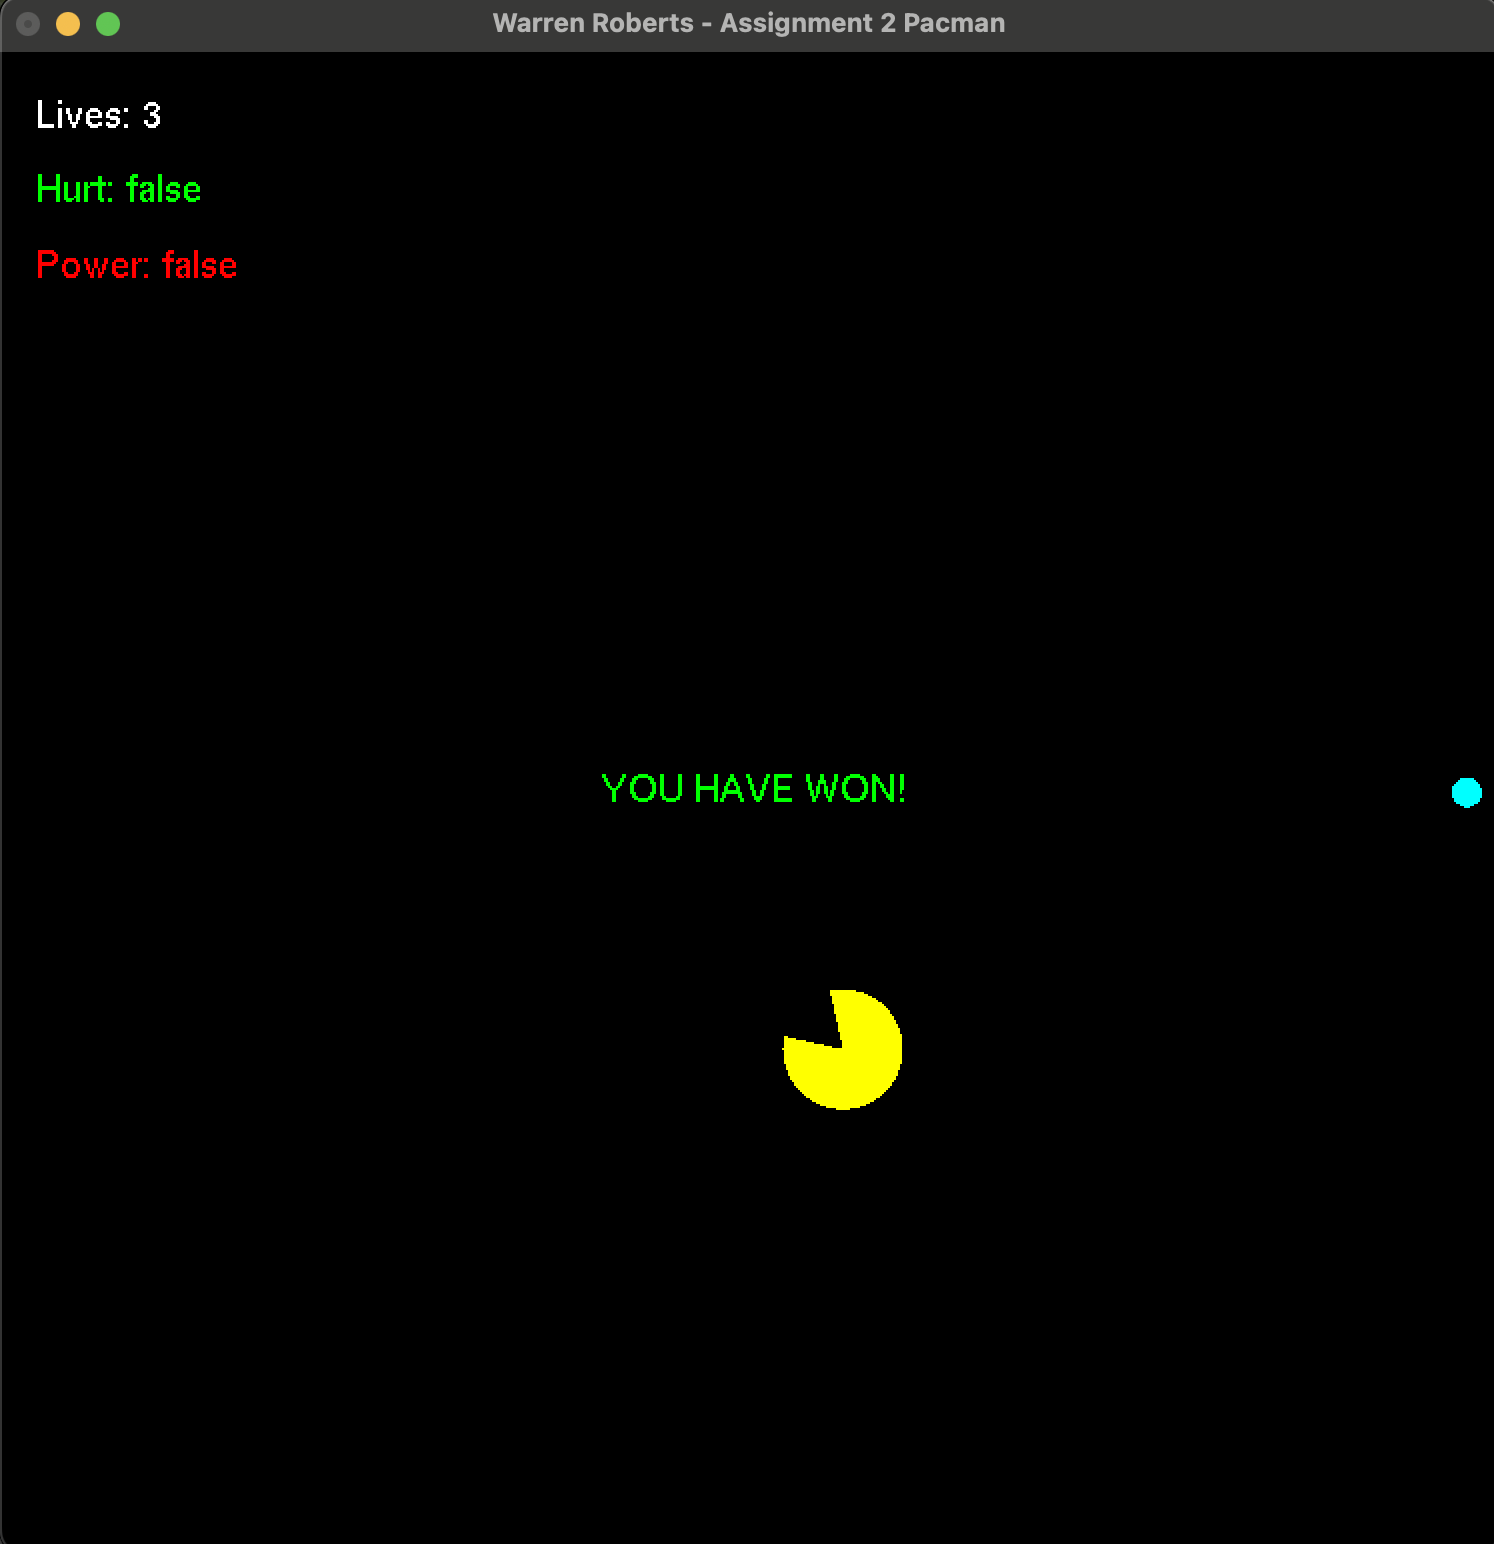 Warren Roberts - Assignment 2 Pacman
Lives: 3
Hurt: false
Power: false
YOU HAVE WON!